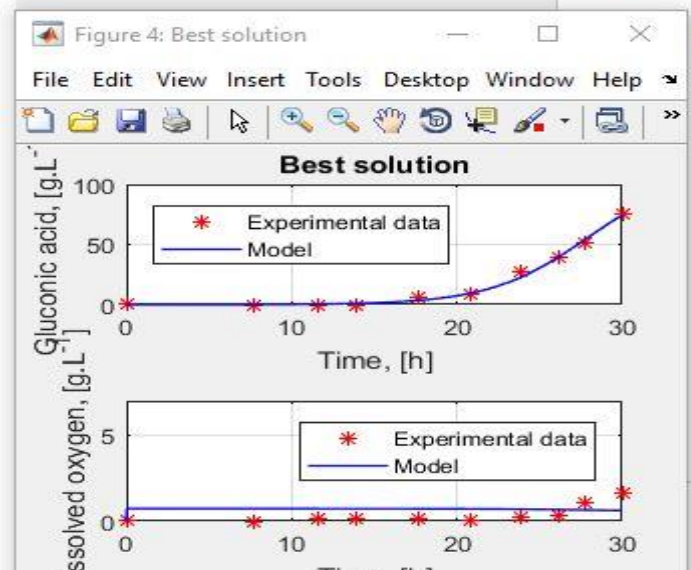 Figure 4: Best solution
File Edit View Insert Tools Desktop Window Help
Best solution
Gluconic acid, [g.L⁻
100
50
0
Experimental data
Model
0 10 20 30
Time, [h]
ssolved oxygen, [g.L⁻¹]
5
0
Experimental data
Model
0 10 20 30